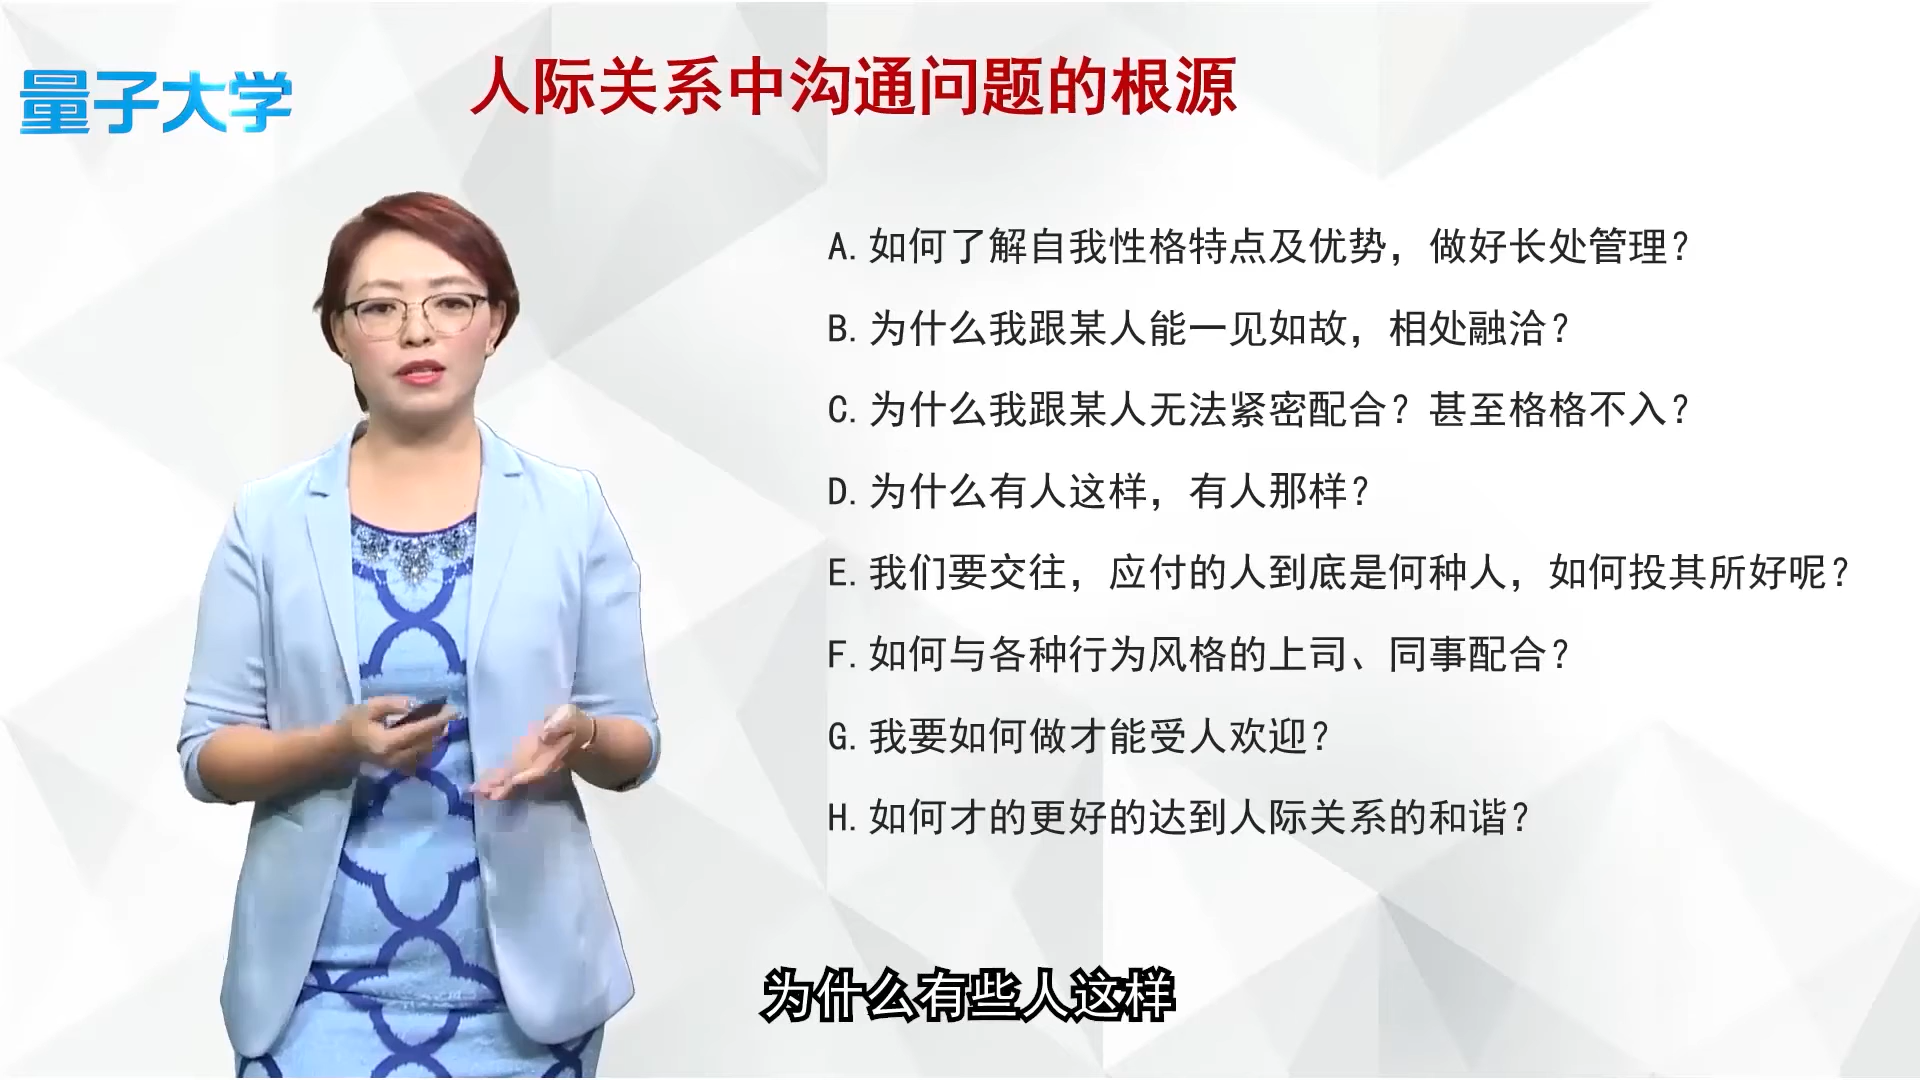 量子大学
人际关系中沟通问题的根源
A.如何了解自我性格特点及优势，做好长处管理？
B.为什么我跟某人能一见如故，相处融洽？
C.为什么我跟某人无法紧密配合？甚至格格不入？
D.为什么有人这样，有人那样？
E.我们要交往，应付的人到底是何种人，如何投其所好呢？
F.如何与各种行为风格的上司、同事配合？
G.我要如何做才能受人欢迎？
H.如何才的更好的达到人际关系的和谐？
为什么有些人这样